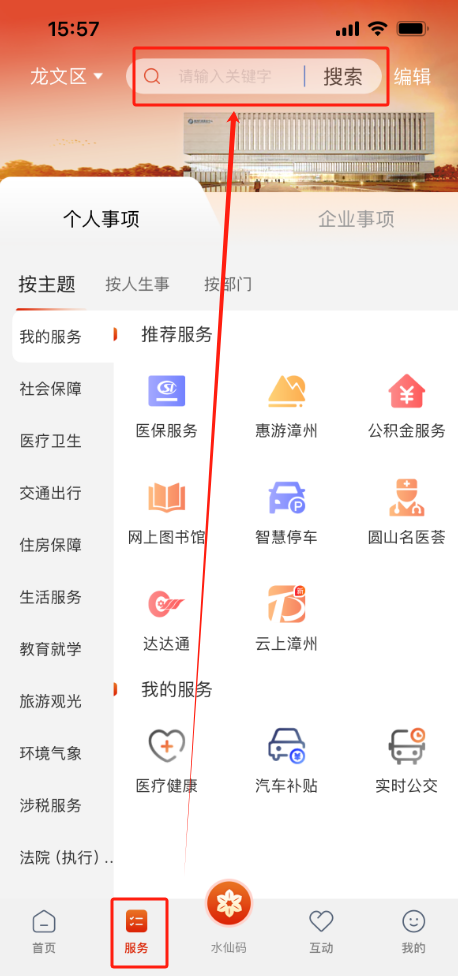 15:57
龙文区
请输入关键字
搜索
编辑
个人事项
企业事项
按主题
按人生事
按部门
我的服务
社会保障
医疗卫生
交通出行
住房保障
生活服务
教育就学
旅游观光
环境气象
涉税服务
法院（执行）..
推荐服务
医保服务
惠游漳州
公积金服务
网上图书馆
智慧停车
圆山名医荟
达达通
云上漳州
我的服务
医疗健康
汽车补贴
实时公交
首页
服务
水仙码
互动
我的